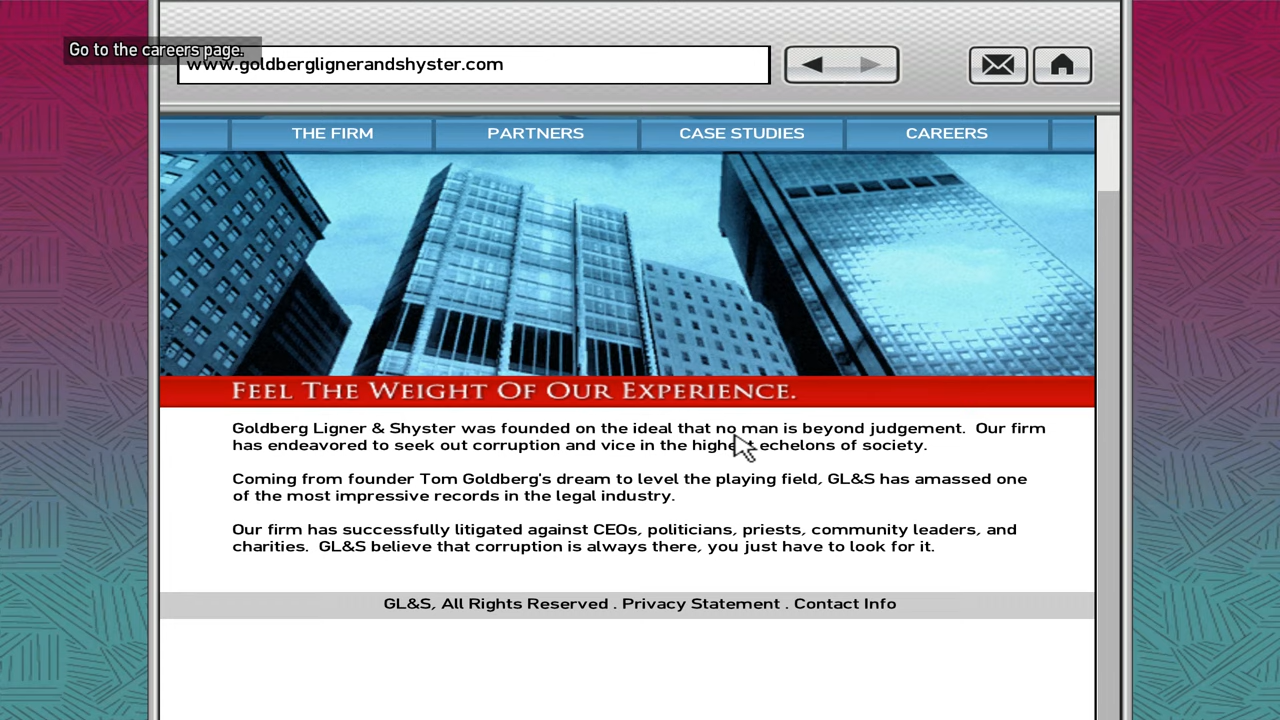 Go to the careers page.
www.goldberglignerandshyster.com
THE FIRM PARTNERS CASE STUDIES CAREERS
FEEL THE WEIGHT OF OUR EXPERIENCE.
Goldberg Ligner & Shyster was founded on the ideal that no man is beyond judgement. Our firm
has endeavored to seek out corruption and vice in the highest echelons of society.
Coming from founder Tom Goldberg's dream to level the playing field, GL&S has amassed one
of the most impressive records in the legal industry.
Our firm has successfully litigated against CEOs, politicians, priests, community leaders, and
charities. GL&S believe that corruption is always there, you just have to look for it.
GL&S, All Rights Reserved . Privacy Statement . Contact Info